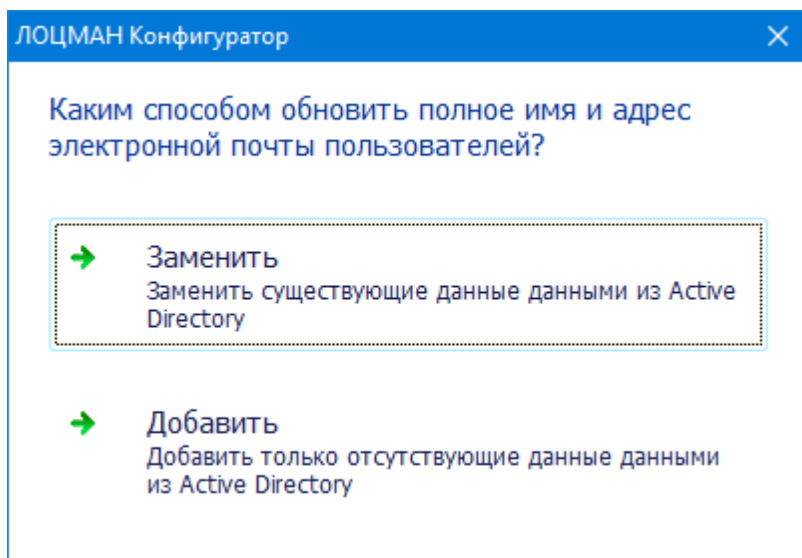 ЛОЦМАН Конфигуратор
Каким способом обновить полное имя и адрес
электронной почты пользователей?
Заменить
Заменить существующие данные данными из Active
Directory
Добавить
Добавить только отсутствующие данные данными
из Active Directory